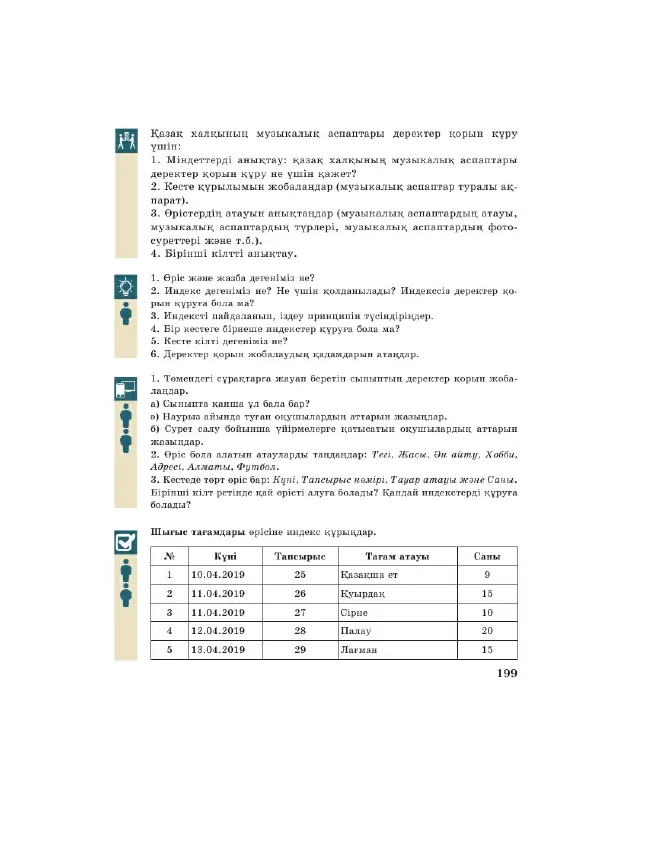 Қазақ халқының музыкалық аспаптары деректер қорын құру
үшін:
1. Міндеттерді анықтау: қазақ халқының музыкалық аспаптары
деректер қорын құру не үшін қажет?
2. Кесте құрылымын жобалаңдар (музыкалық аспаптар туралы ақ-
парат).
3. Өрістердің атауын анықтаңдар (музыкалық аспаптардың атауы,
музыкалық аспаптардың түрлері, музыкалық аспаптардың фото-
суреттері және т.б.).
4. Бірінші кілтті анықтау.
1. Өріс және жазба дегеніміз не?
2. Индекс дегеніміз не? Не үшін қолданылады? Индекссіз деректер қо-
рын құруға бола ма?
3. Индексті пайдаланып, іздеу принципін түсіндіріңдер.
4. Бір кестеге бірнеше индекстер құруға бола ма?
5. Кесте кілті дегеніміз не?
6. Деректер қорын жобалаудың қадамдарын атаңдар.
1. Төмендегі сұрақтарға жауап беретін сыныптың деректер қорын жоба-
лаңдар.
а) Сыныпта қанша ұл бала бар?
ә) Наурыз айында туған оқушылардың аттарын жазыңдар.
б) Сурет салу бойынша үйірмелерге қатысатын оқушылардың аттарын
жазыңдар.
2. Өріс бола алатын атауларды таңдаңдар: Тегі, Жасы, Ән айту, Хобби,
Адресі, Алматы, Футбол.
3. Кестеде төрт өріс бар: Күні, Тапсырыс нөмірі, Тауар атауы және Саны.
Бірінші кілт ретінде қай өрісті алуға болады? Қандай индекстерді құруға
болады?
Шығыс тағамдары өрісіне индекс құрыңдар.
№ Күні Тапсырыс Тағам атауы Саны
1 10.04.2019 25 Қазақша ет 9
2 11.04.2019 26 Қуырдақ 15
3 11.04.2019 27 Сірне 10
4 12.04.2019 28 Палау 20
5 13.04.2019 29 Лағман 15
199